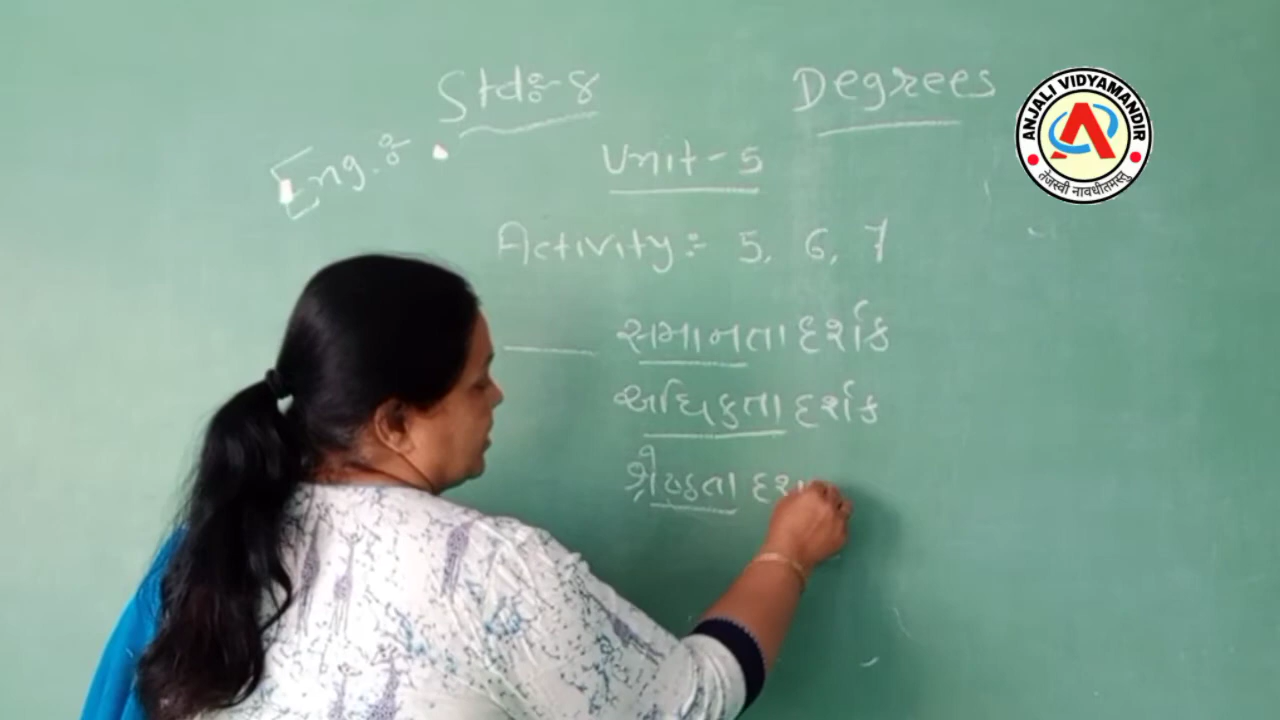 Std :- ૪
Degrees
Eng. :-
Unit - 5
Activity :- 5, 6, 7
સમાનતા દર્શક
અધિકતા દર્શક
શ્રેષ્ઠતા
ANJALI VIDYAMANDIR
A
तेजस्वी नावधीतमस्तु